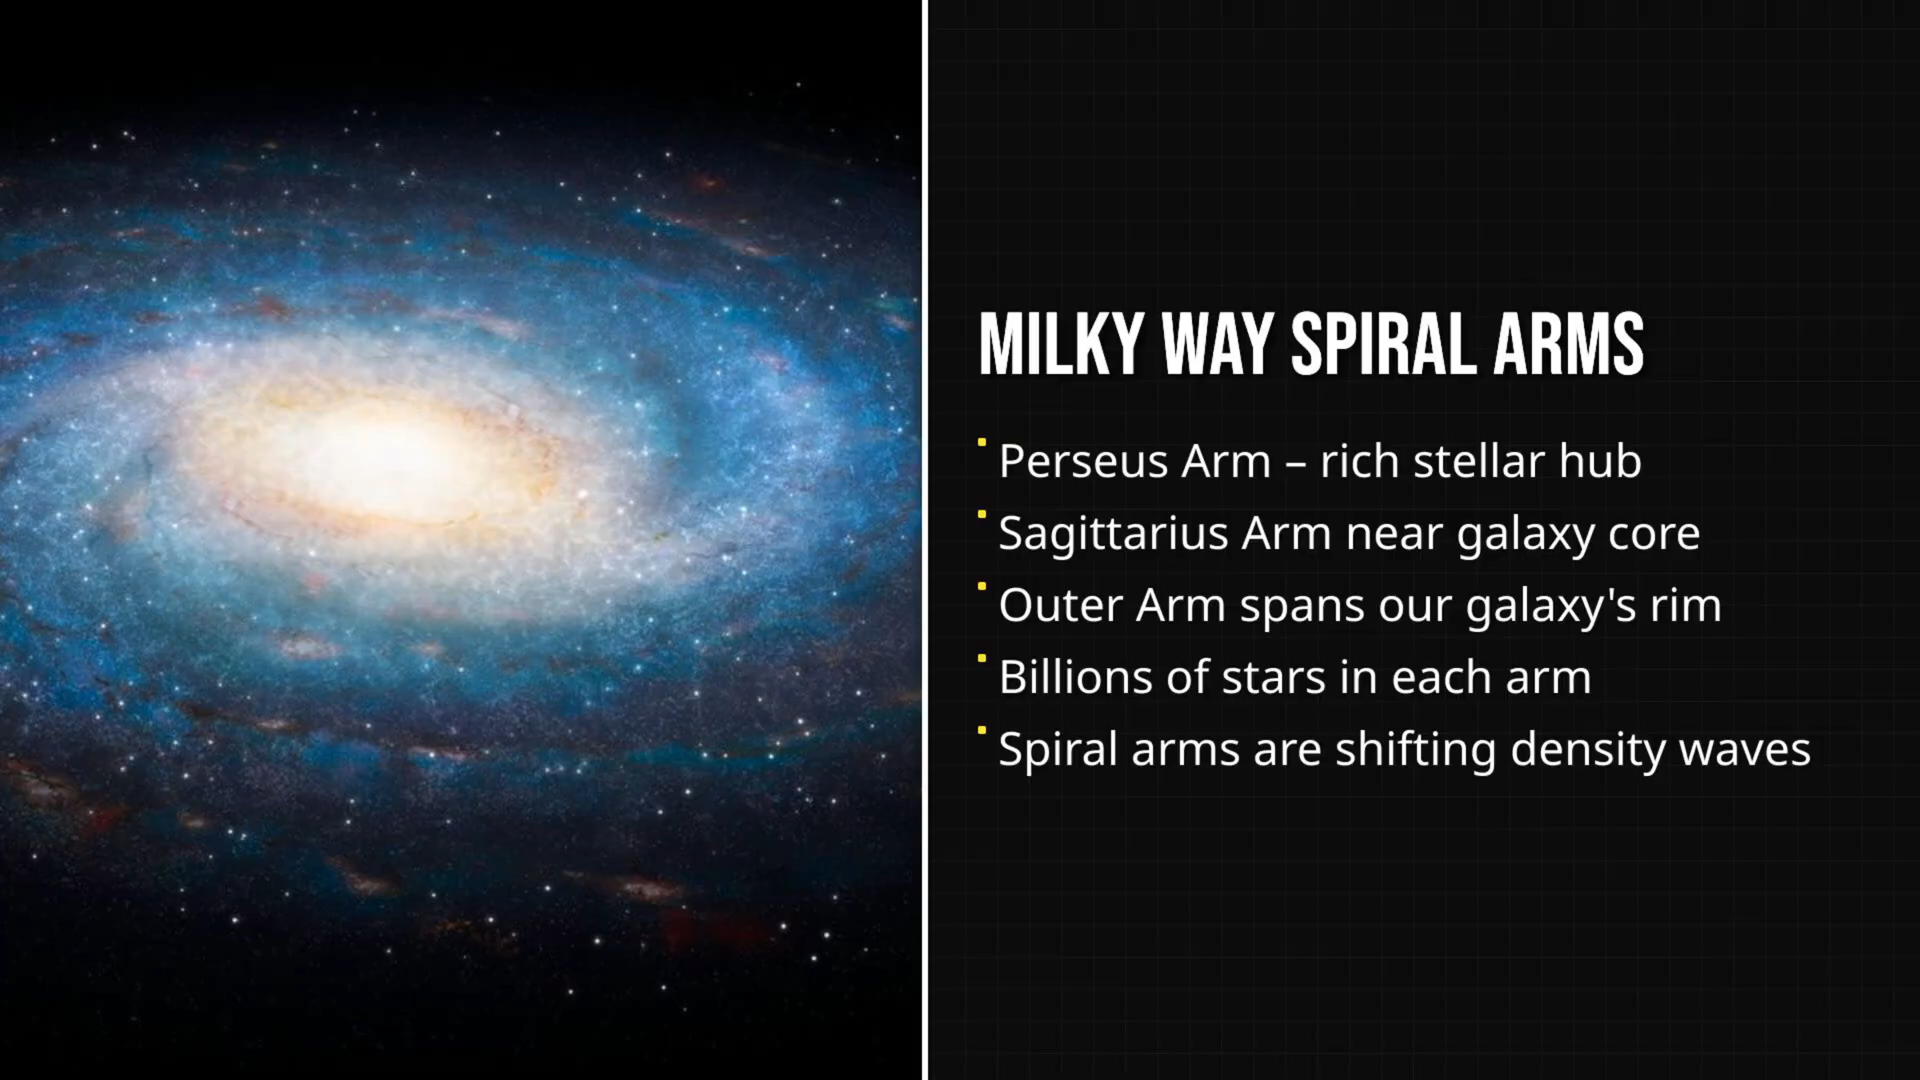 MILKY WAY SPIRAL ARMS
Perseus Arm – rich stellar hub
Sagittarius Arm near galaxy core
Outer Arm spans our galaxy's rim
Billions of stars in each arm
Spiral arms are shifting density waves